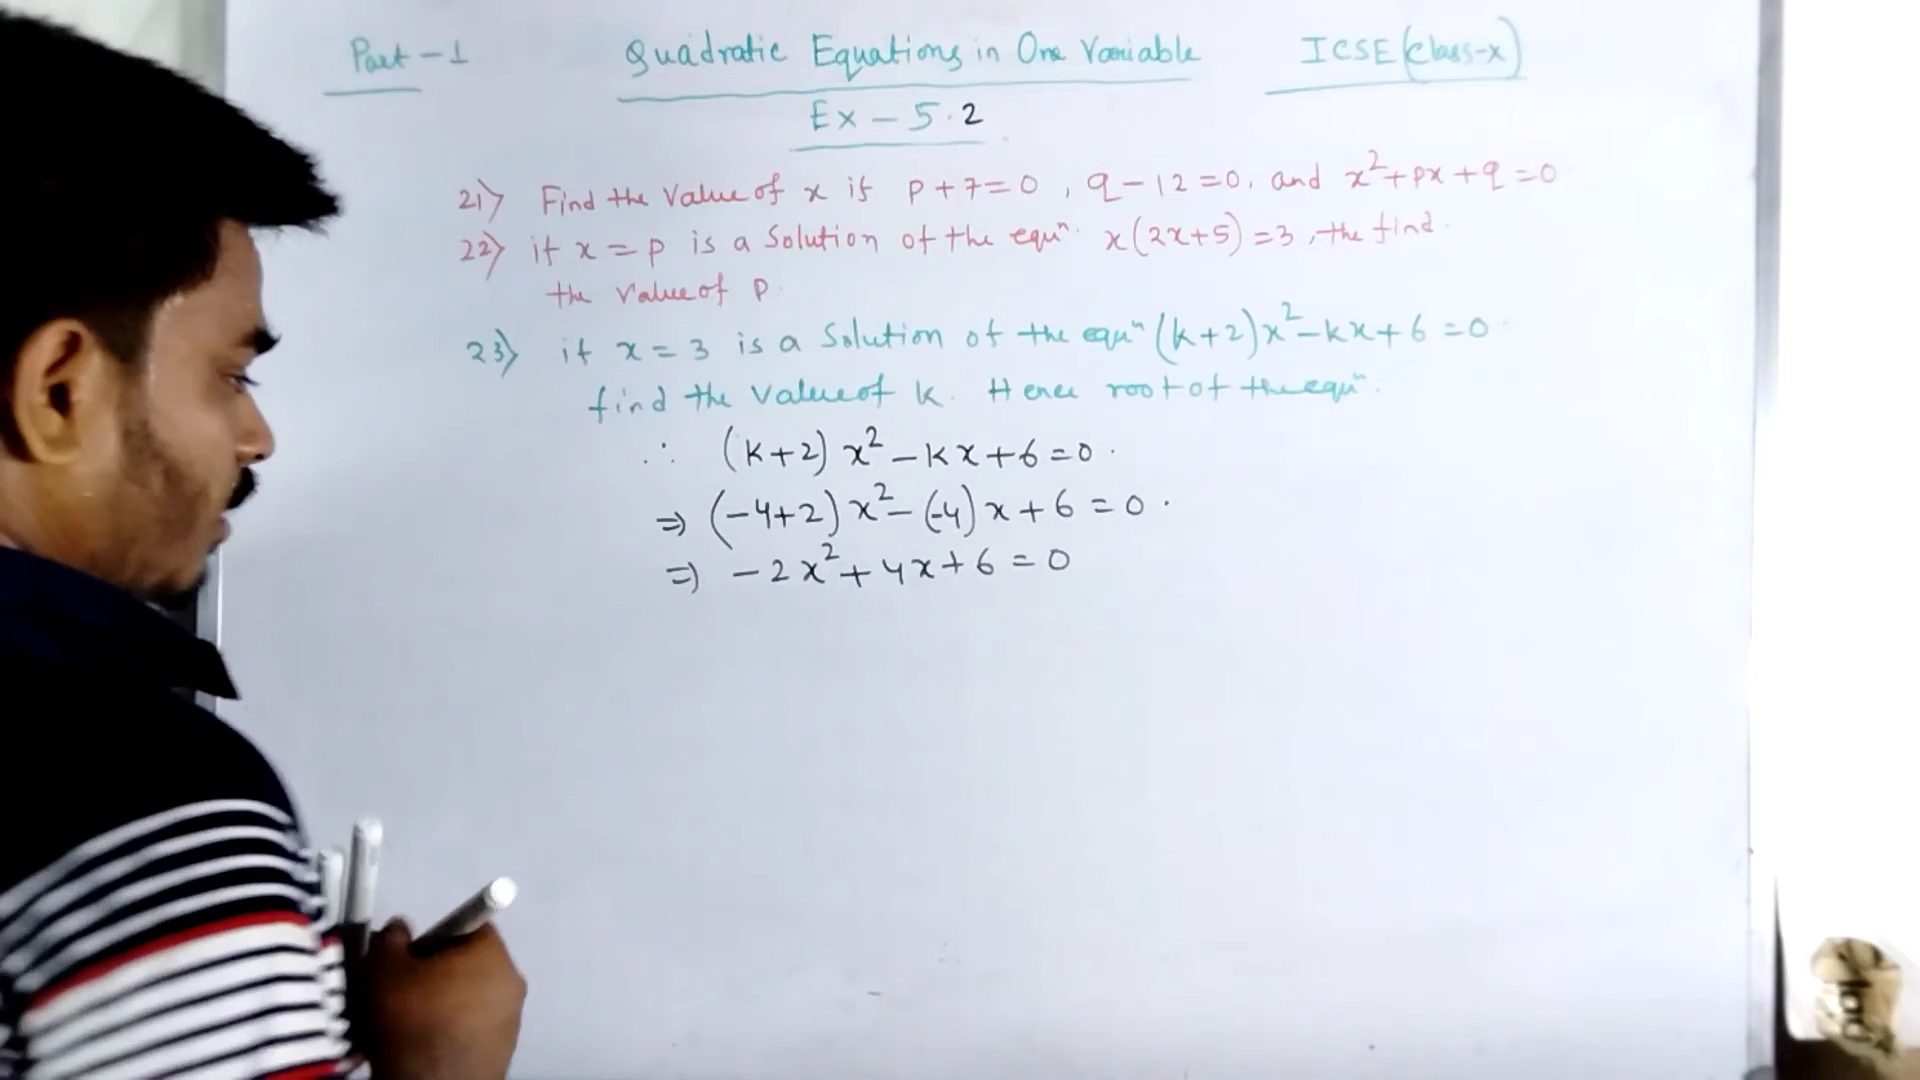 Part-1 Quadratic Equations in One Variable ICSE (Class-X)
Ex-5.2
21) Find the Value of x if p+7=0, q-12=0, and x²+px+q=0
22) if x=p is a Solution of the equⁿ. x(2x+5)=3, the find
the value of p.
23) if x=3 is a Solution of the equⁿ (k+2)x²-kx+6=0
find the value of k. Hence root of the equⁿ.
∴ (k+2)x²-kx+6=0.
⇒ (-4+2)x²-(-4)x+6=0.
⇒ -2x²+4x+6=0